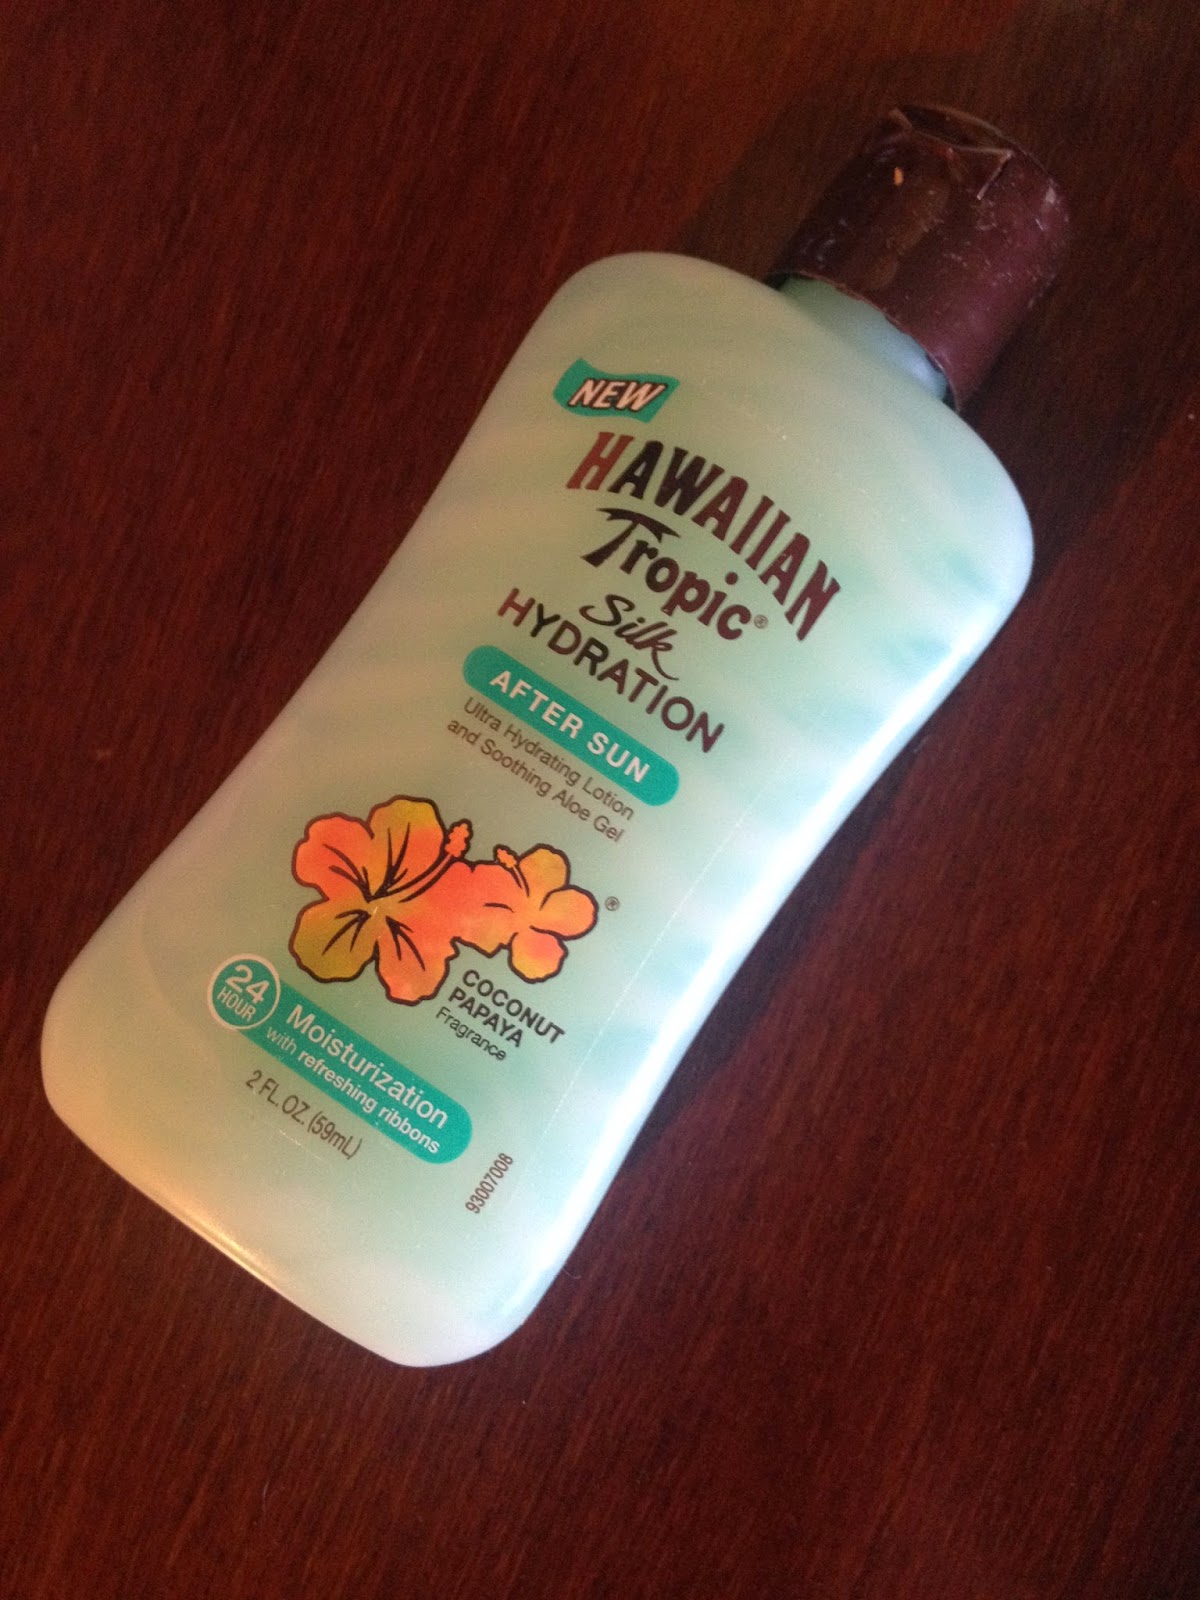 NEW
HAWAIIAN
Tropic®
Silk
HYDRATION
AFTER SUN
Ultra Hydrating Lotion
and Soothing Aloe Gel
®
COCONUT
PAPAYA
Fragrance
24
HOUR
Moisturization
with refreshing ribbons
2 FL. OZ. (59mL)
93007008